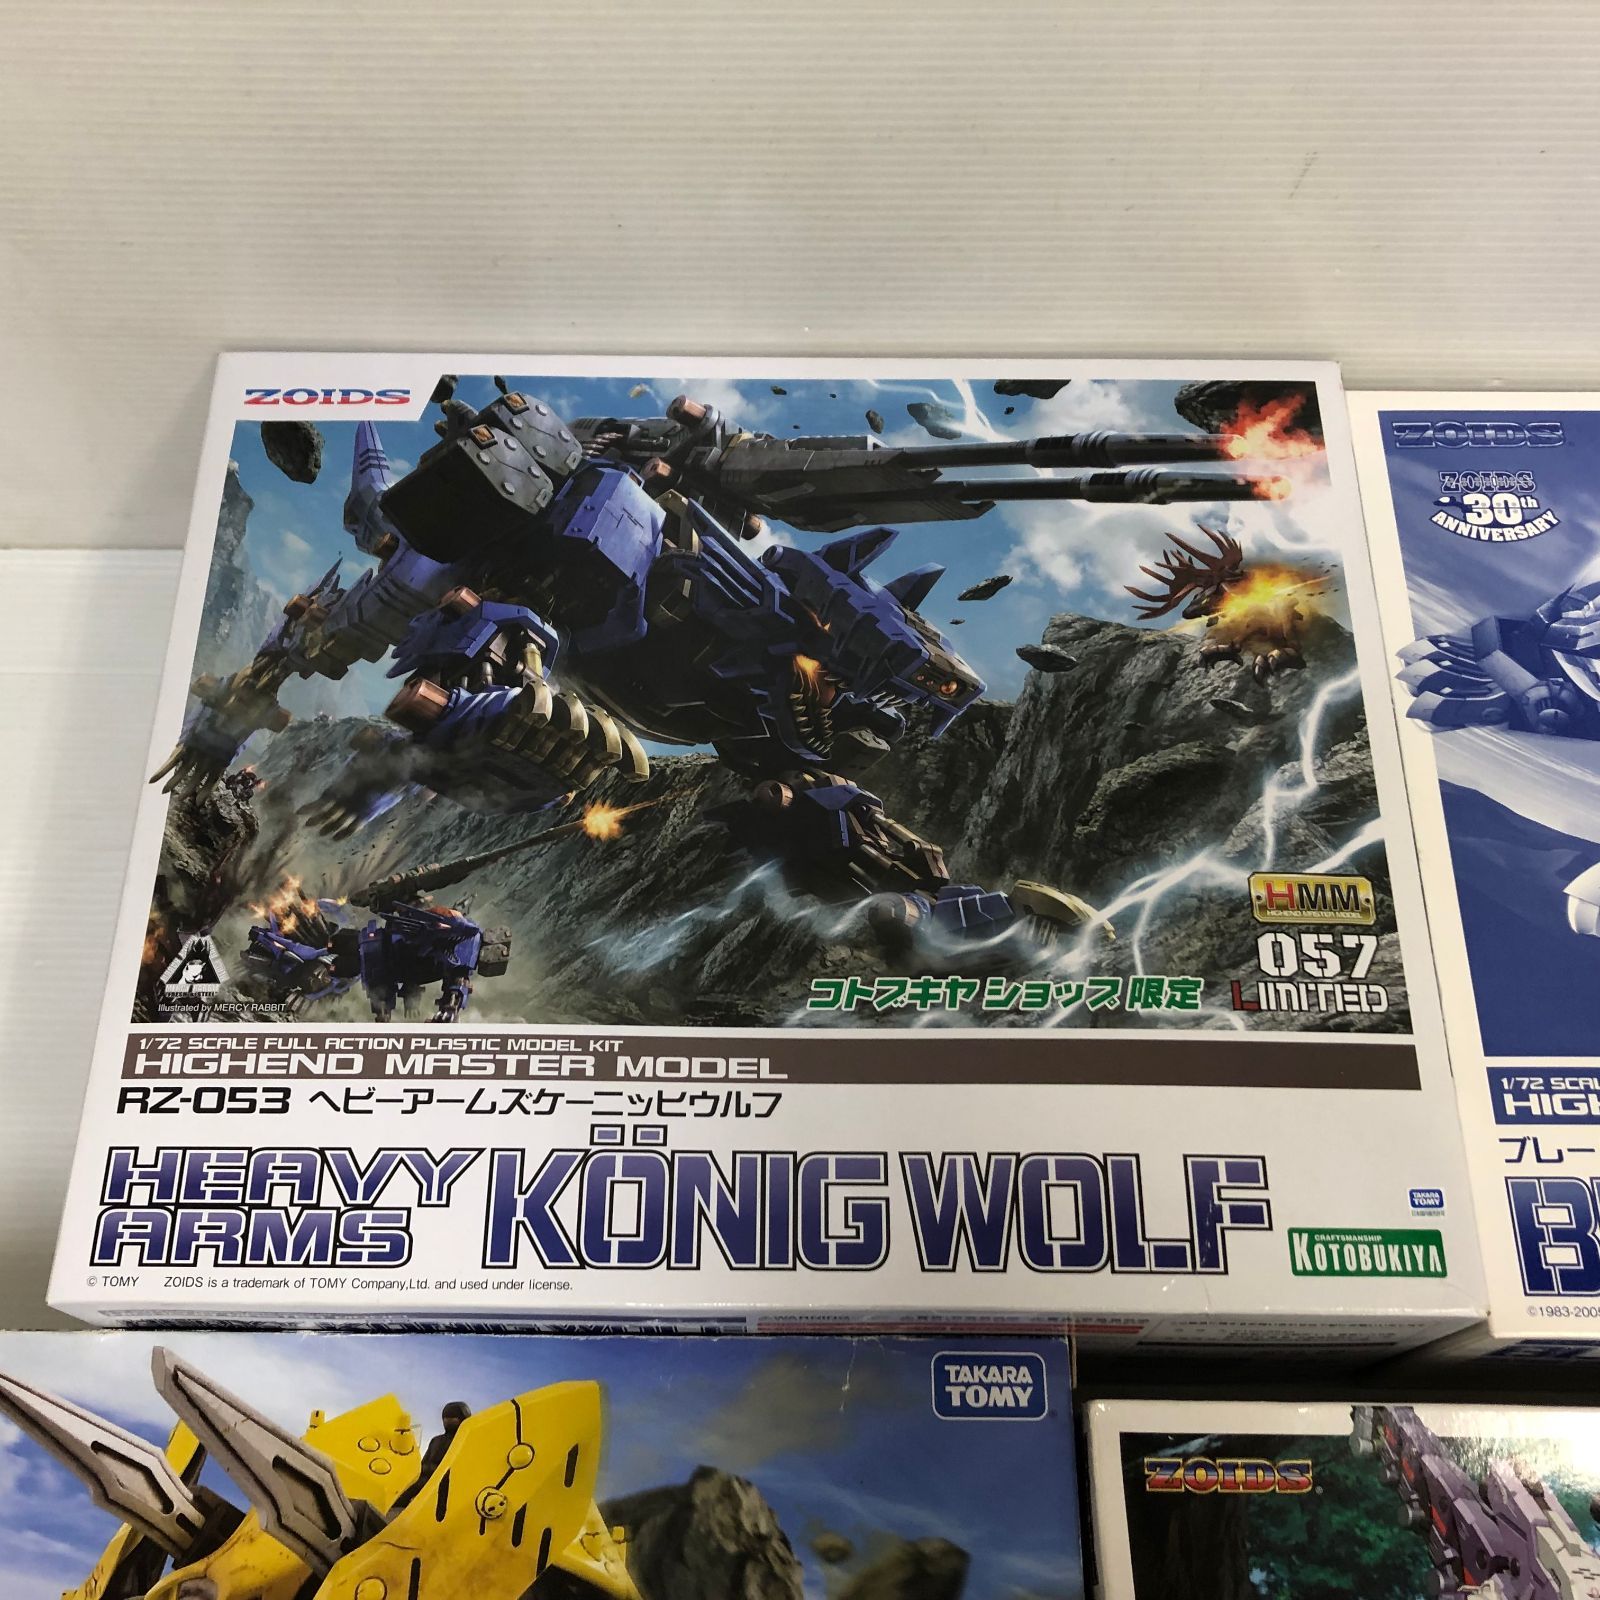 ZOIDS
HMM
HIGHEND MASTER MODEL
057
LIMITED
コトブキヤ ショップ 限定
Illustrated by MERCY RABBIT
1/72 SCALE FULL ACTION PLASTIC MODEL KIT
HIGHEND MASTER MODEL
RZ-053 ヘビーアームズケーニッヒウルフ
HEAVY ARMS KÖNIG WOLF
TAKARA TOMY
CRAFTSMANSHIP
KOTOBUKIYA
© TOMY ZOIDS is a trademark of TOMY Company,Ltd. and used under license.
ZOIDS
ZOIDS
30th
ANNIVERSARY
1/72
ブレー
©1983-2005
TAKARA TOMY
ZOIDS